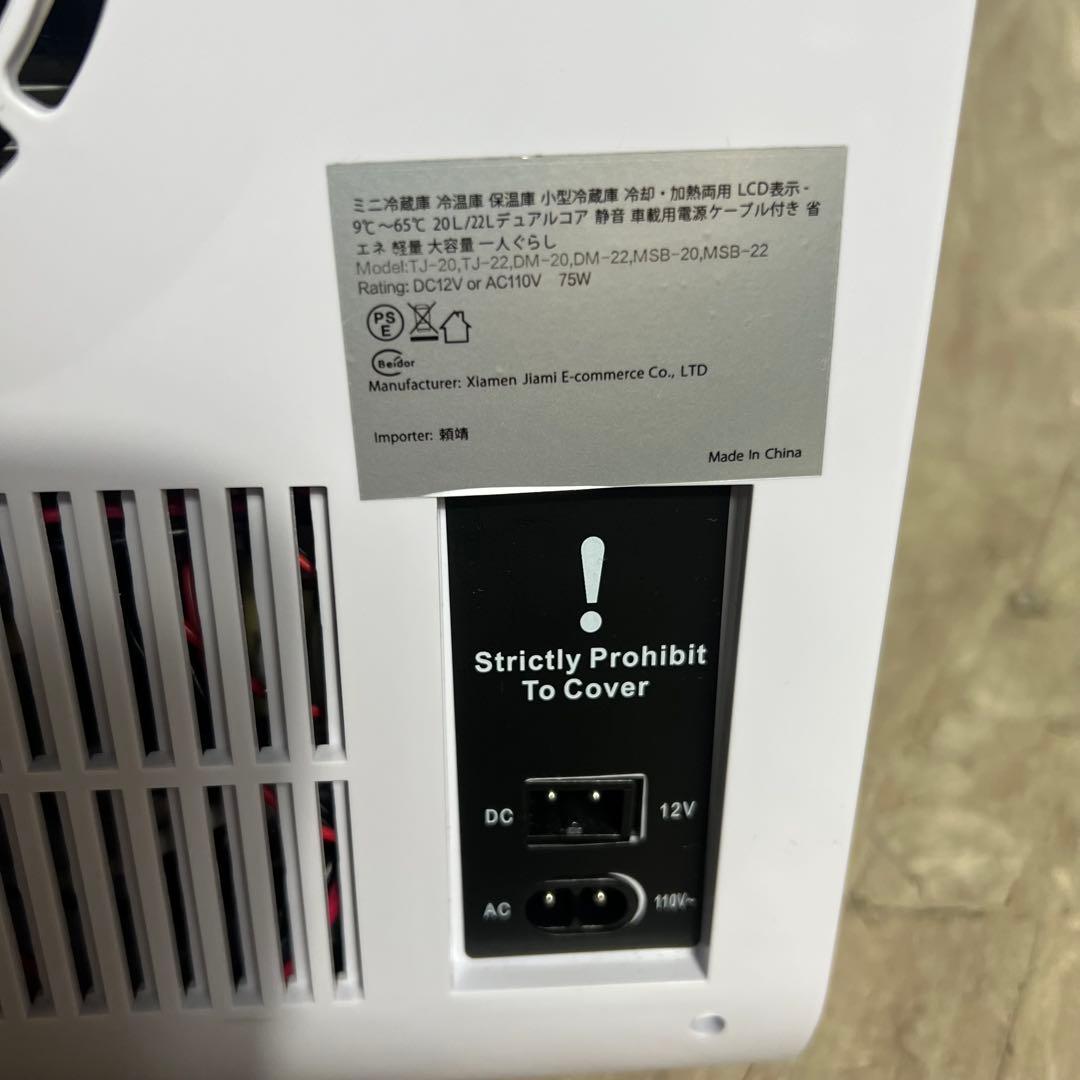 ミニ冷蔵庫 冷温庫 保温庫 小型冷蔵庫 冷却・加熱両用 LCD表示 -
9℃～65℃ 20L/22Lデュアルコア 静音 車載用電源ケーブル付き 省
エネ 軽量 大容量 一人ぐらし
Model:TJ-20,TJ-22,DM-20,DM-22,MSB-20,MSB-22
Rating: DC12V or AC110V 75W
PS
E
Beidor
Manufacturer: Xiamen Jiami E-commerce Co., LTD
Importer: 頼靖
Made In China
!
Strictly Prohibit
To Cover
DC 12V
AC 110V~